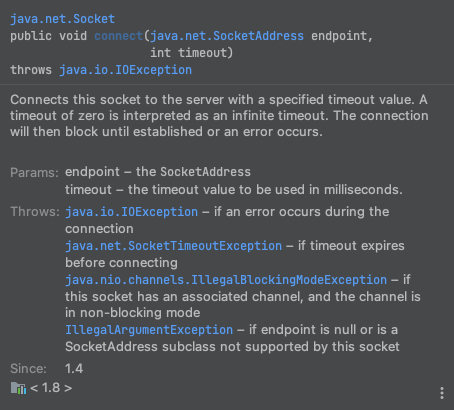 java.net.Socket
public void connect(java.net.SocketAddress endpoint,
int timeout)
throws java.io.IOException
Connects this socket to the server with a specified timeout value. A
timeout of zero is interpreted as an infinite timeout. The connection
will then block until established or an error occurs.
Params: endpoint – the SocketAddress
timeout – the timeout value to be used in milliseconds.
Throws: java.io.IOException – if an error occurs during the
connection
java.net.SocketTimeoutException – if timeout expires
before connecting
java.nio.channels.IllegalBlockingModeException – if
this socket has an associated channel, and the channel is
in non-blocking mode
IllegalArgumentException – if endpoint is null or is a
SocketAddress subclass not supported by this socket
Since: 1.4
< 1.8 >